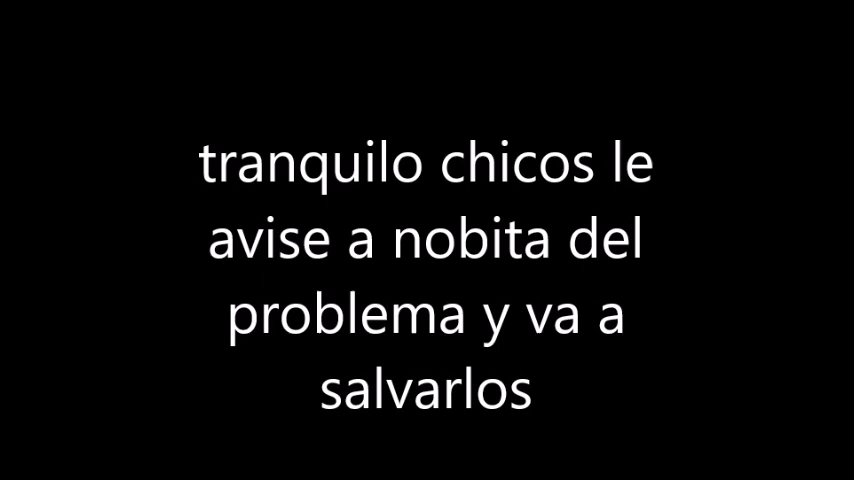 tranquilo chicos le
avise a nobita del
problema y va a
salvarlos